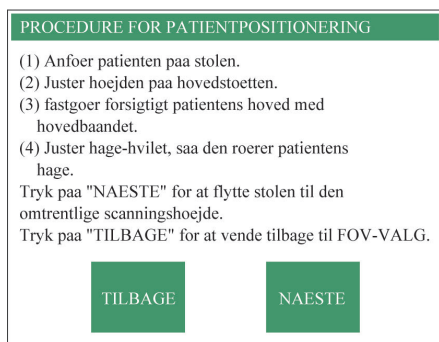 PROCEDURE FOR PATIENTPOSITIONERING
(1) Anfoer patienten paa stolen.
(2) Juster hoejden paa hovedstoetten.
(3) fastgoer forsigtigt patientens hoved med
hovedbaandet.
(4) Juster hage-hvilet, saa den roerer patientens
hage.
Tryk paa "NAESTE" for at flytte stolen til den
omtrentlige scanningshoejde.
Tryk paa "TILBAGE" for at vende tilbage til FOV-VALG.
TILBAGE NAESTE